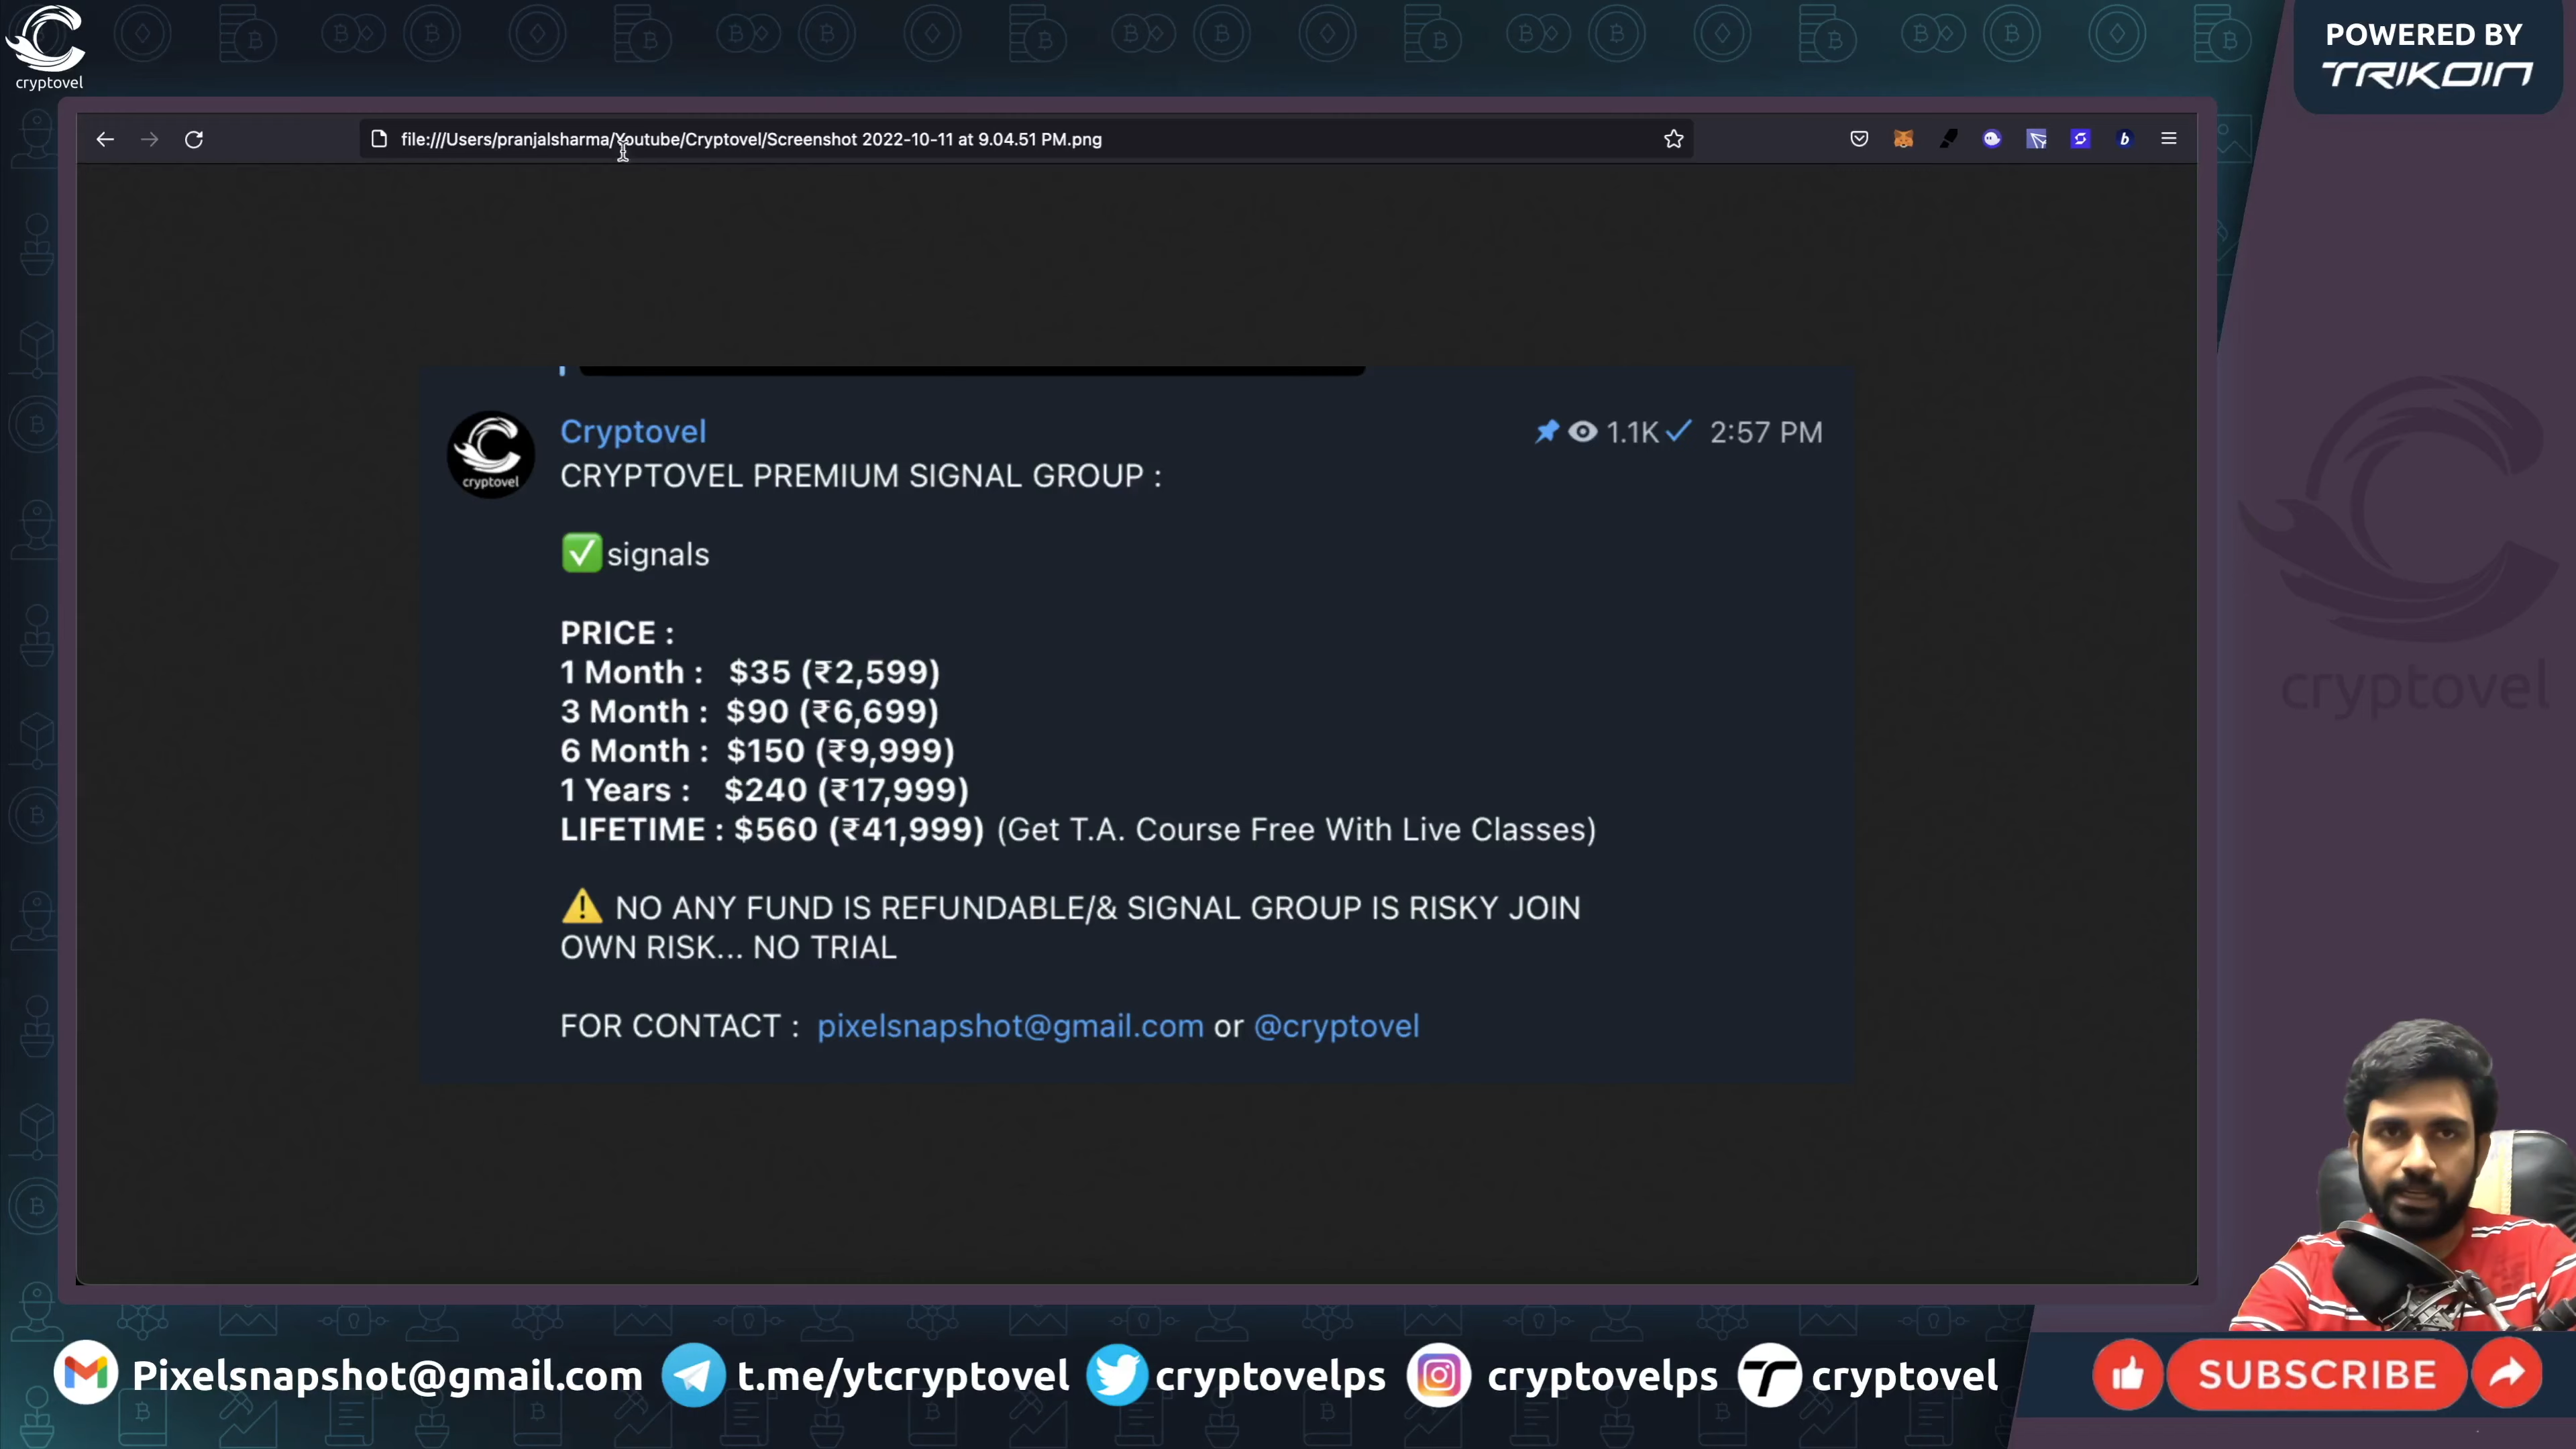 cryptovel
POWERED BY
TRIKOIN
file:///Users/pranjalsharma/Youtube/Cryptovel/Screenshot 2022-10-11 at 9.04.51 PM.png
Cryptovel
1.1K 2:57 PM
cryptovel
CRYPTOVEL PREMIUM SIGNAL GROUP :
✅signals
PRICE :
1 Month : $35 (₹2,599)
3 Month : $90 (₹6,699)
6 Month : $150 (₹9,999)
1 Years : $240 (₹17,999)
LIFETIME : $560 (₹41,999) (Get T.A. Course Free With Live Classes)
⚠️ NO ANY FUND IS REFUNDABLE/& SIGNAL GROUP IS RISKY JOIN
OWN RISK... NO TRIAL
FOR CONTACT : pixelsnapshot@gmail.com or @cryptovel
cryptovel
Pixelsnapshot@gmail.com t.me/ytcryptovel cryptovelps cryptovelps cryptovel
SUBSCRIBE